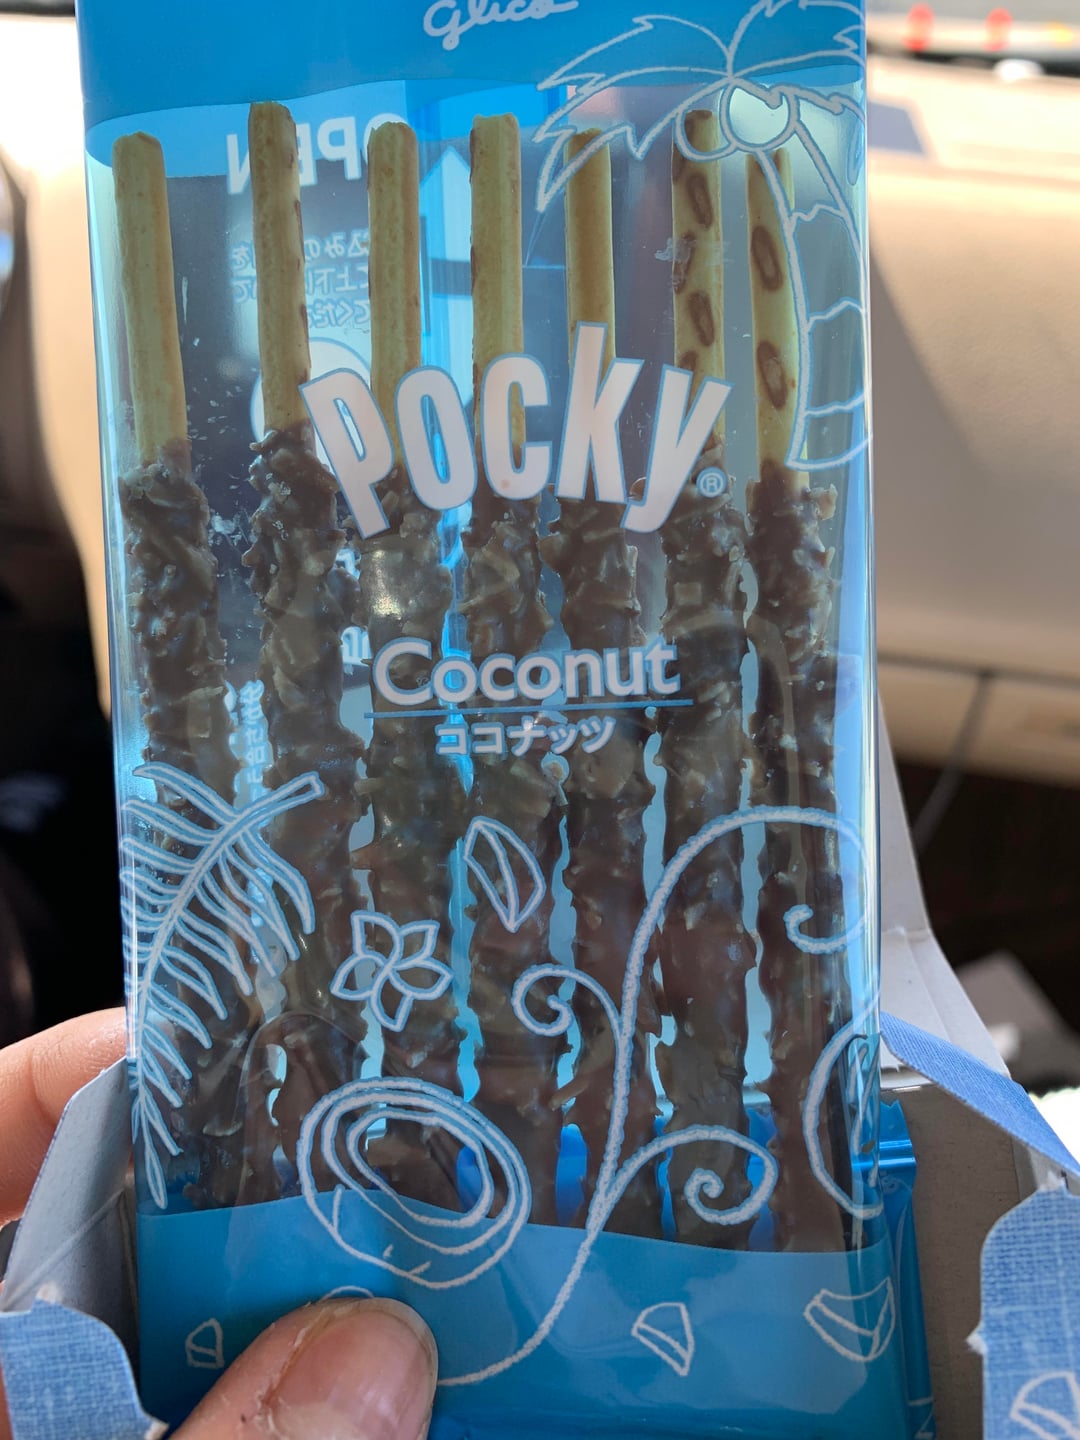 Glico
OPEN
Pocky®
Coconut
ココナッツ